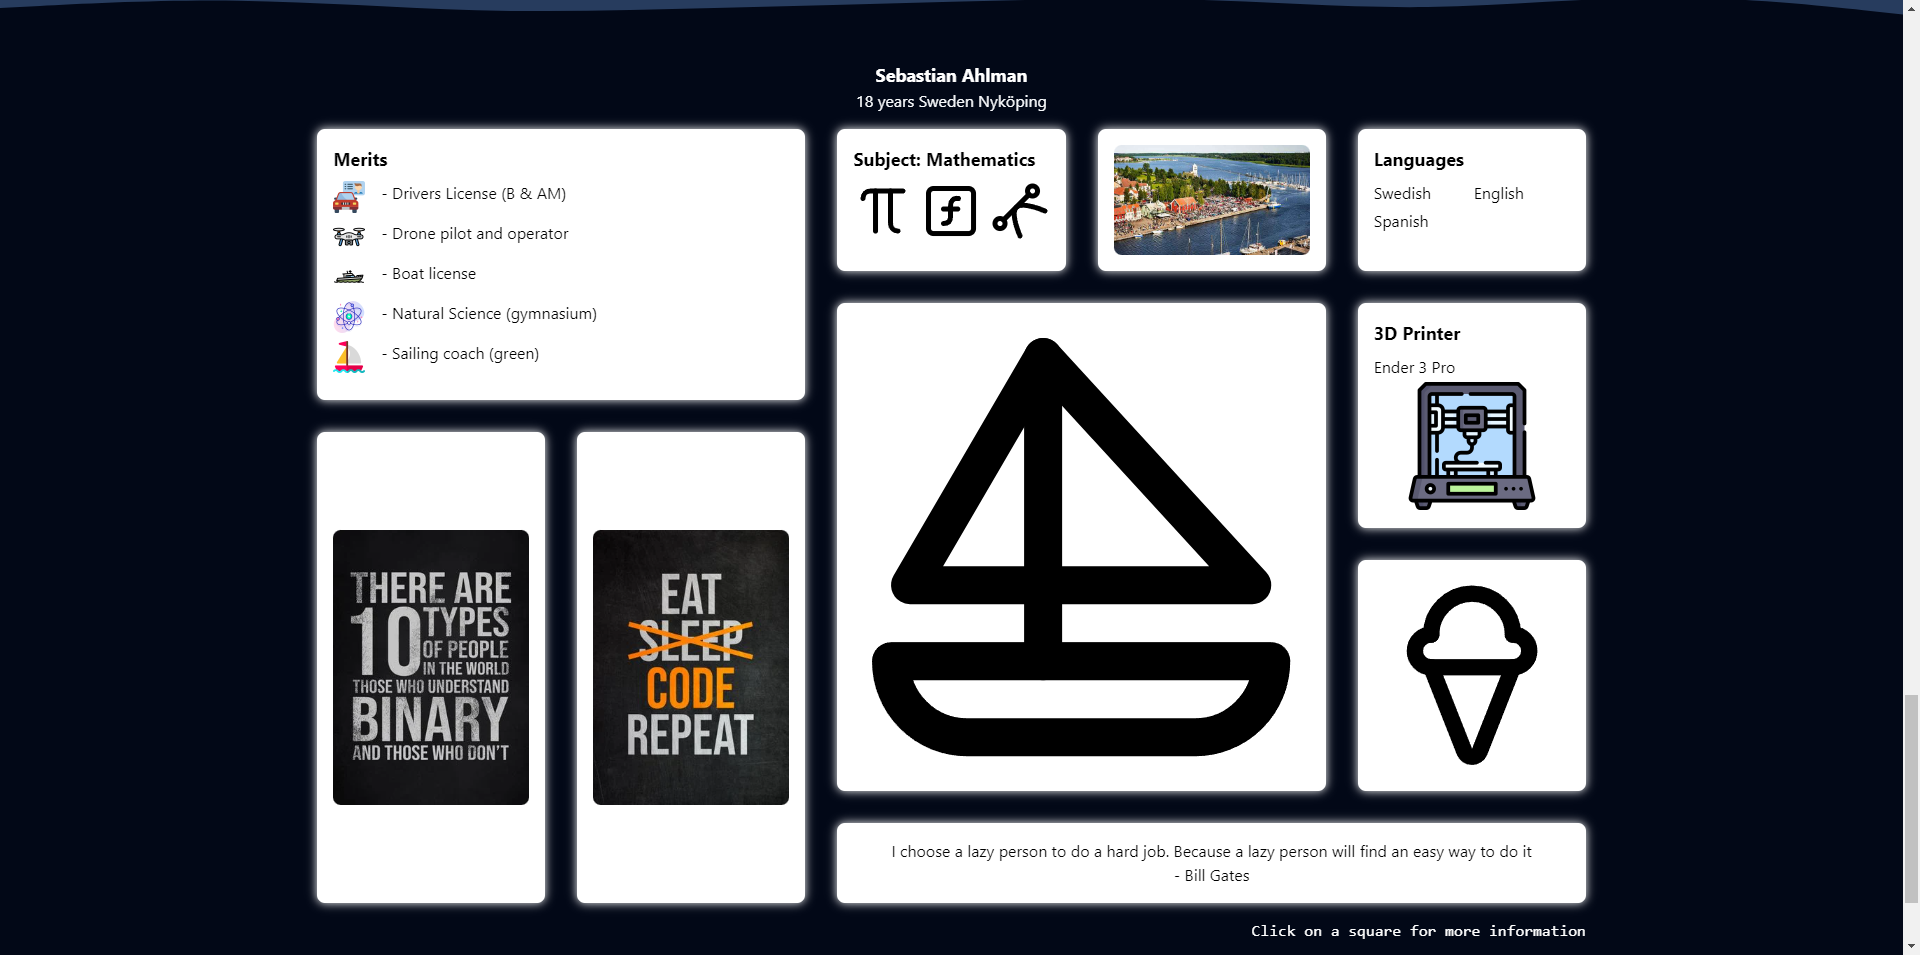 Sebastian Ahlman
18 years Sweden Nyköping
Merits
- Drivers License (B & AM)
- Drone pilot and operator
- Boat license
- Natural Science (gymnasium)
- Sailing coach (green)
Subject: Mathematics
Languages
Swedish English
Spanish
3D Printer
Ender 3 Pro
THERE ARE
10 TYPES
OF PEOPLE
IN THE WORLD
THOSE WHO UNDERSTAND
BINARY
AND THOSE WHO DON'T
EAT
SLEEP
CODE
REPEAT
I choose a lazy person to do a hard job. Because a lazy person will find an easy way to do it
- Bill Gates
Click on a square for more information